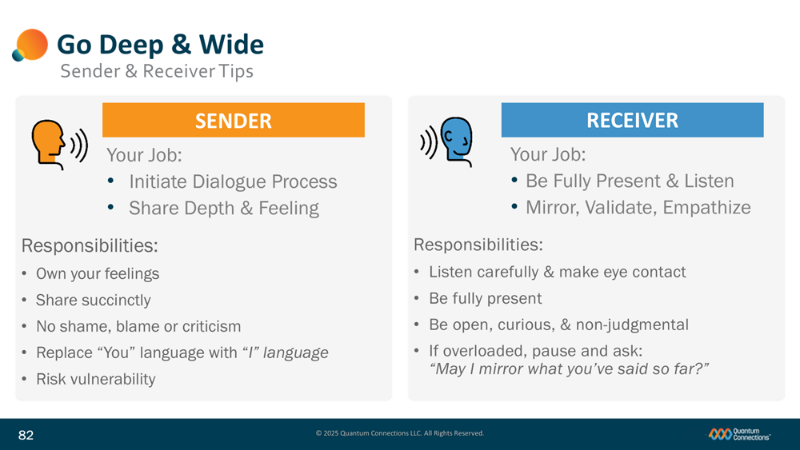 Go Deep & Wide
Sender & Receiver Tips
SENDER
Your Job:
• Initiate Dialogue Process
• Share Depth & Feeling
Responsibilities:
• Own your feelings
• Share succinctly
• No shame, blame or criticism
• Replace “You” language with “I” language
• Risk vulnerability
RECEIVER
Your Job:
• Be Fully Present & Listen
• Mirror, Validate, Empathize
Responsibilities:
• Listen carefully & make eye contact
• Be fully present
• Be open, curious, & non-judgmental
• If overloaded, pause and ask:
“May I mirror what you’ve said so far?”
82
© 2025 Quantum Connections LLC. All Rights Reserved.
Quantum
Connections